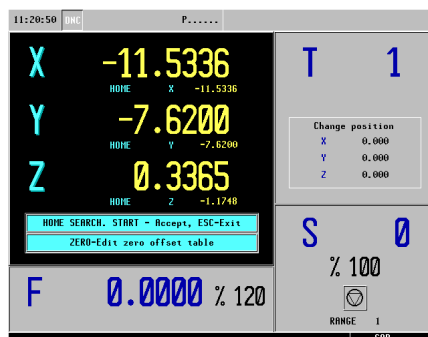 11:20:50 DNC P......
X -11.5336
HOME X -11.5336
Y -7.6200
HOME Y -7.6200
Z 0.3365
HOME Z -1.1748
HOME SEARCH. START - Accept, ESC-Exit
ZERO-Edit zero offset table
F 0.0000 % 120
T 1
Change position
X 0.000
Y 0.000
Z 0.000
S 0
% 100
RANGE 1